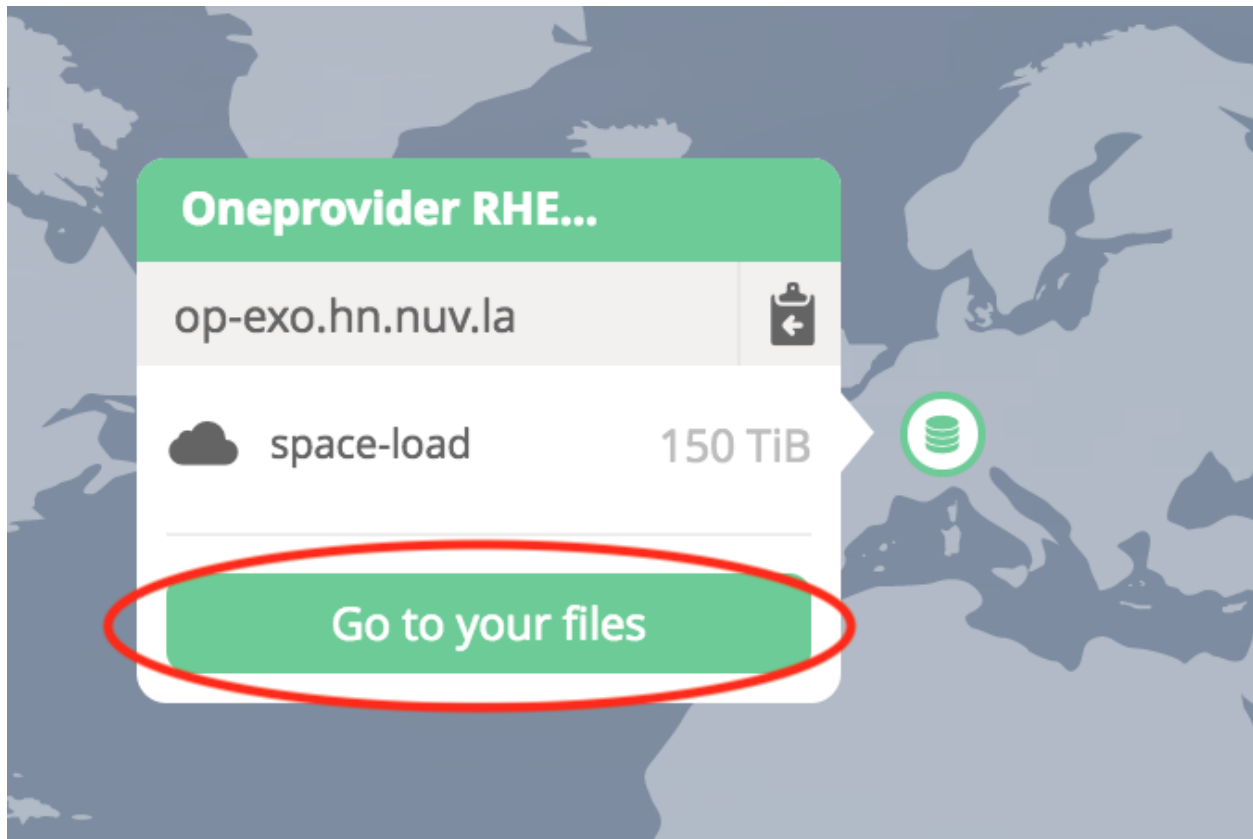 Oneprovider RHE...
op-exo.hn.nuv.la
space-load 150 TiB
Go to your files